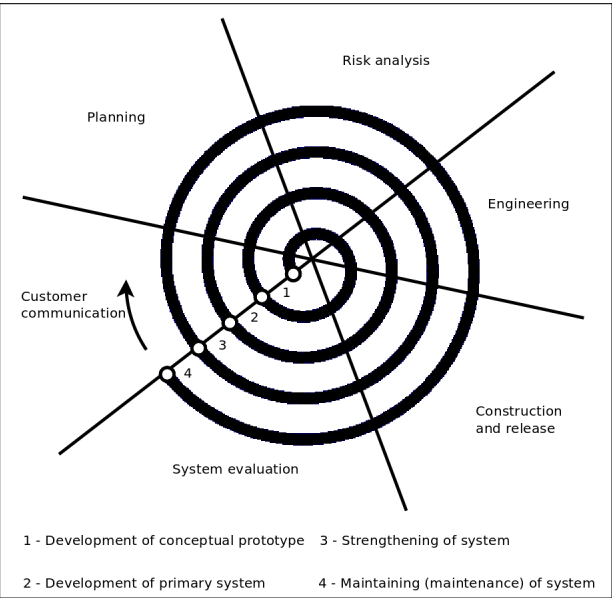 Risk analysis
Planning
Engineering
Customer
communication
1
2
3
4
Construction
and release
System evaluation
1 - Development of conceptual prototype
3 - Strengthening of system
2 - Development of primary system
4 - Maintaining (maintenance) of system